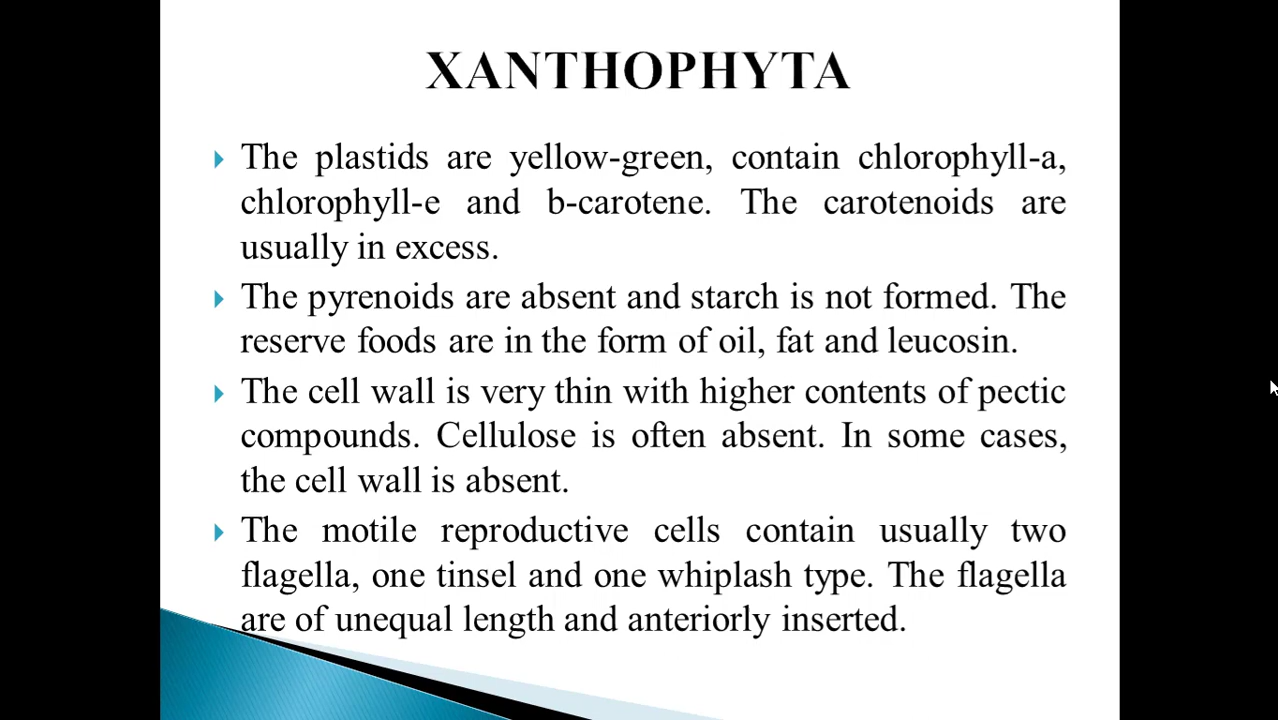 XANTHOPHYTA
The plastids are yellow-green, contain chlorophyll-a,
chlorophyll-e and b-carotene. The carotenoids are
usually in excess.
The pyrenoids are absent and starch is not formed. The
reserve foods are in the form of oil, fat and leucosin.
The cell wall is very thin with higher contents of pectic
compounds. Cellulose is often absent. In some cases,
the cell wall is absent.
The motile reproductive cells contain usually two
flagella, one tinsel and one whiplash type. The flagella
are of unequal length and anteriorly inserted.